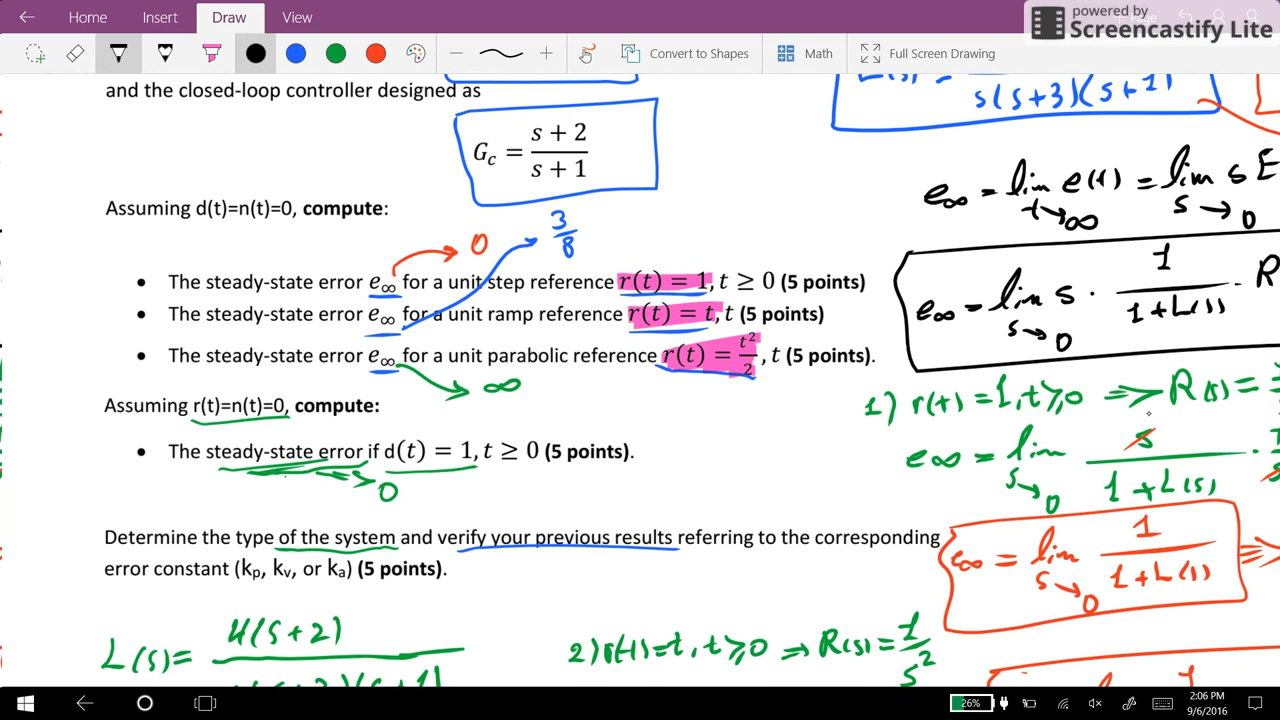 Home Insert Draw View
powered by
Screencastify Lite
Convert to Shapes Math Full Screen Drawing
and the closed-loop controller designed as
G_c = (s + 2)/(s + 1)
s(s+3)(s+1)
e∞ = lim t→∞ e(t) = lim s→0 s E
Assuming d(t)=n(t)=0, compute:
3/8
0
• The steady-state error e∞ for a unit step reference r(t) = 1, t ≥ 0 (5 points)
• The steady-state error e∞ for a unit ramp reference r(t) = t, t (5 points)
• The steady-state error e∞ for a unit parabolic reference r(t) = t²/2, t (5 points).
∞
e∞ = lim s→0 s · 1/(1+L(s)) · R
Assuming r(t)=n(t)=0, compute:
• The steady-state error if d(t) = 1, t ≥ 0 (5 points).
0
1) r(t) = 1, t≥0 => R(s) =
e∞ = lim s→0 s/(1+L(s)) ·
e∞ = lim s→0 1/(1+L(s)) =>
Determine the type of the system and verify your previous results referring to the corresponding
error constant (kp, kv, or ka) (5 points).
L(s) = 4(s+2)
2) r(t)=t, t≥0 => R(s) = 1/s²
26%
2:06 PM
9/6/2016